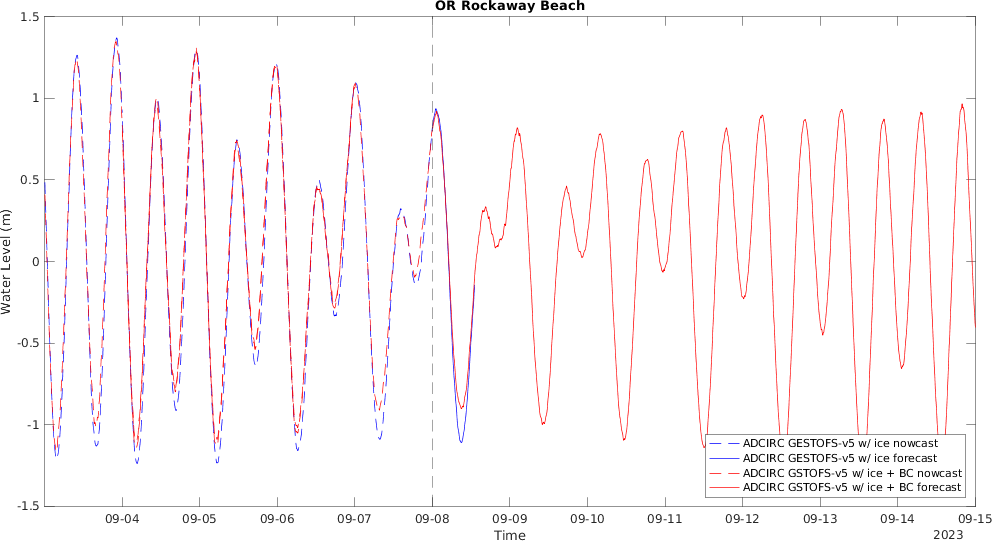 OR Rockaway Beach
1.5
1
0.5
0
-0.5
-1
-1.5
Water Level (m)
ADCIRC GESTOFS-v5 w/ ice nowcast
ADCIRC GESTOFS-v5 w/ ice forecast
ADCIRC GSTOFS-v5 w/ ice + BC nowcast
ADCIRC GSTOFS-v5 w/ ice + BC forecast
09-04 09-05 09-06 09-07 09-08 09-09 09-10 09-11 09-12 09-13 09-14 09-15
Time
2023